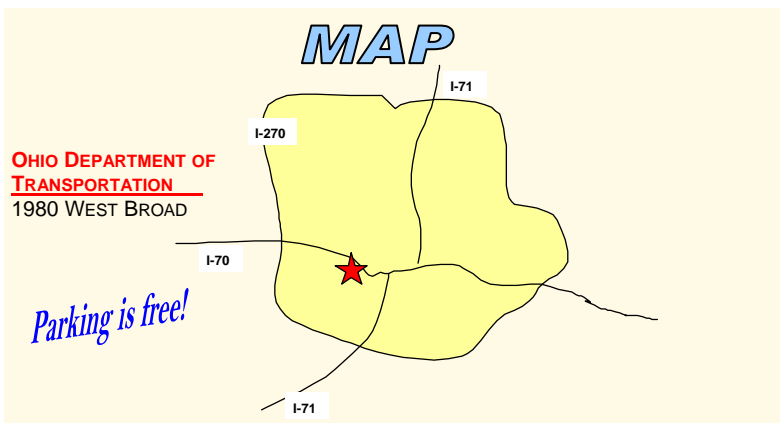 MAP
I-71
I-270
OHIO DEPARTMENT OF
TRANSPORTATION
1980 WEST BROAD
I-70
Parking is free!
I-71